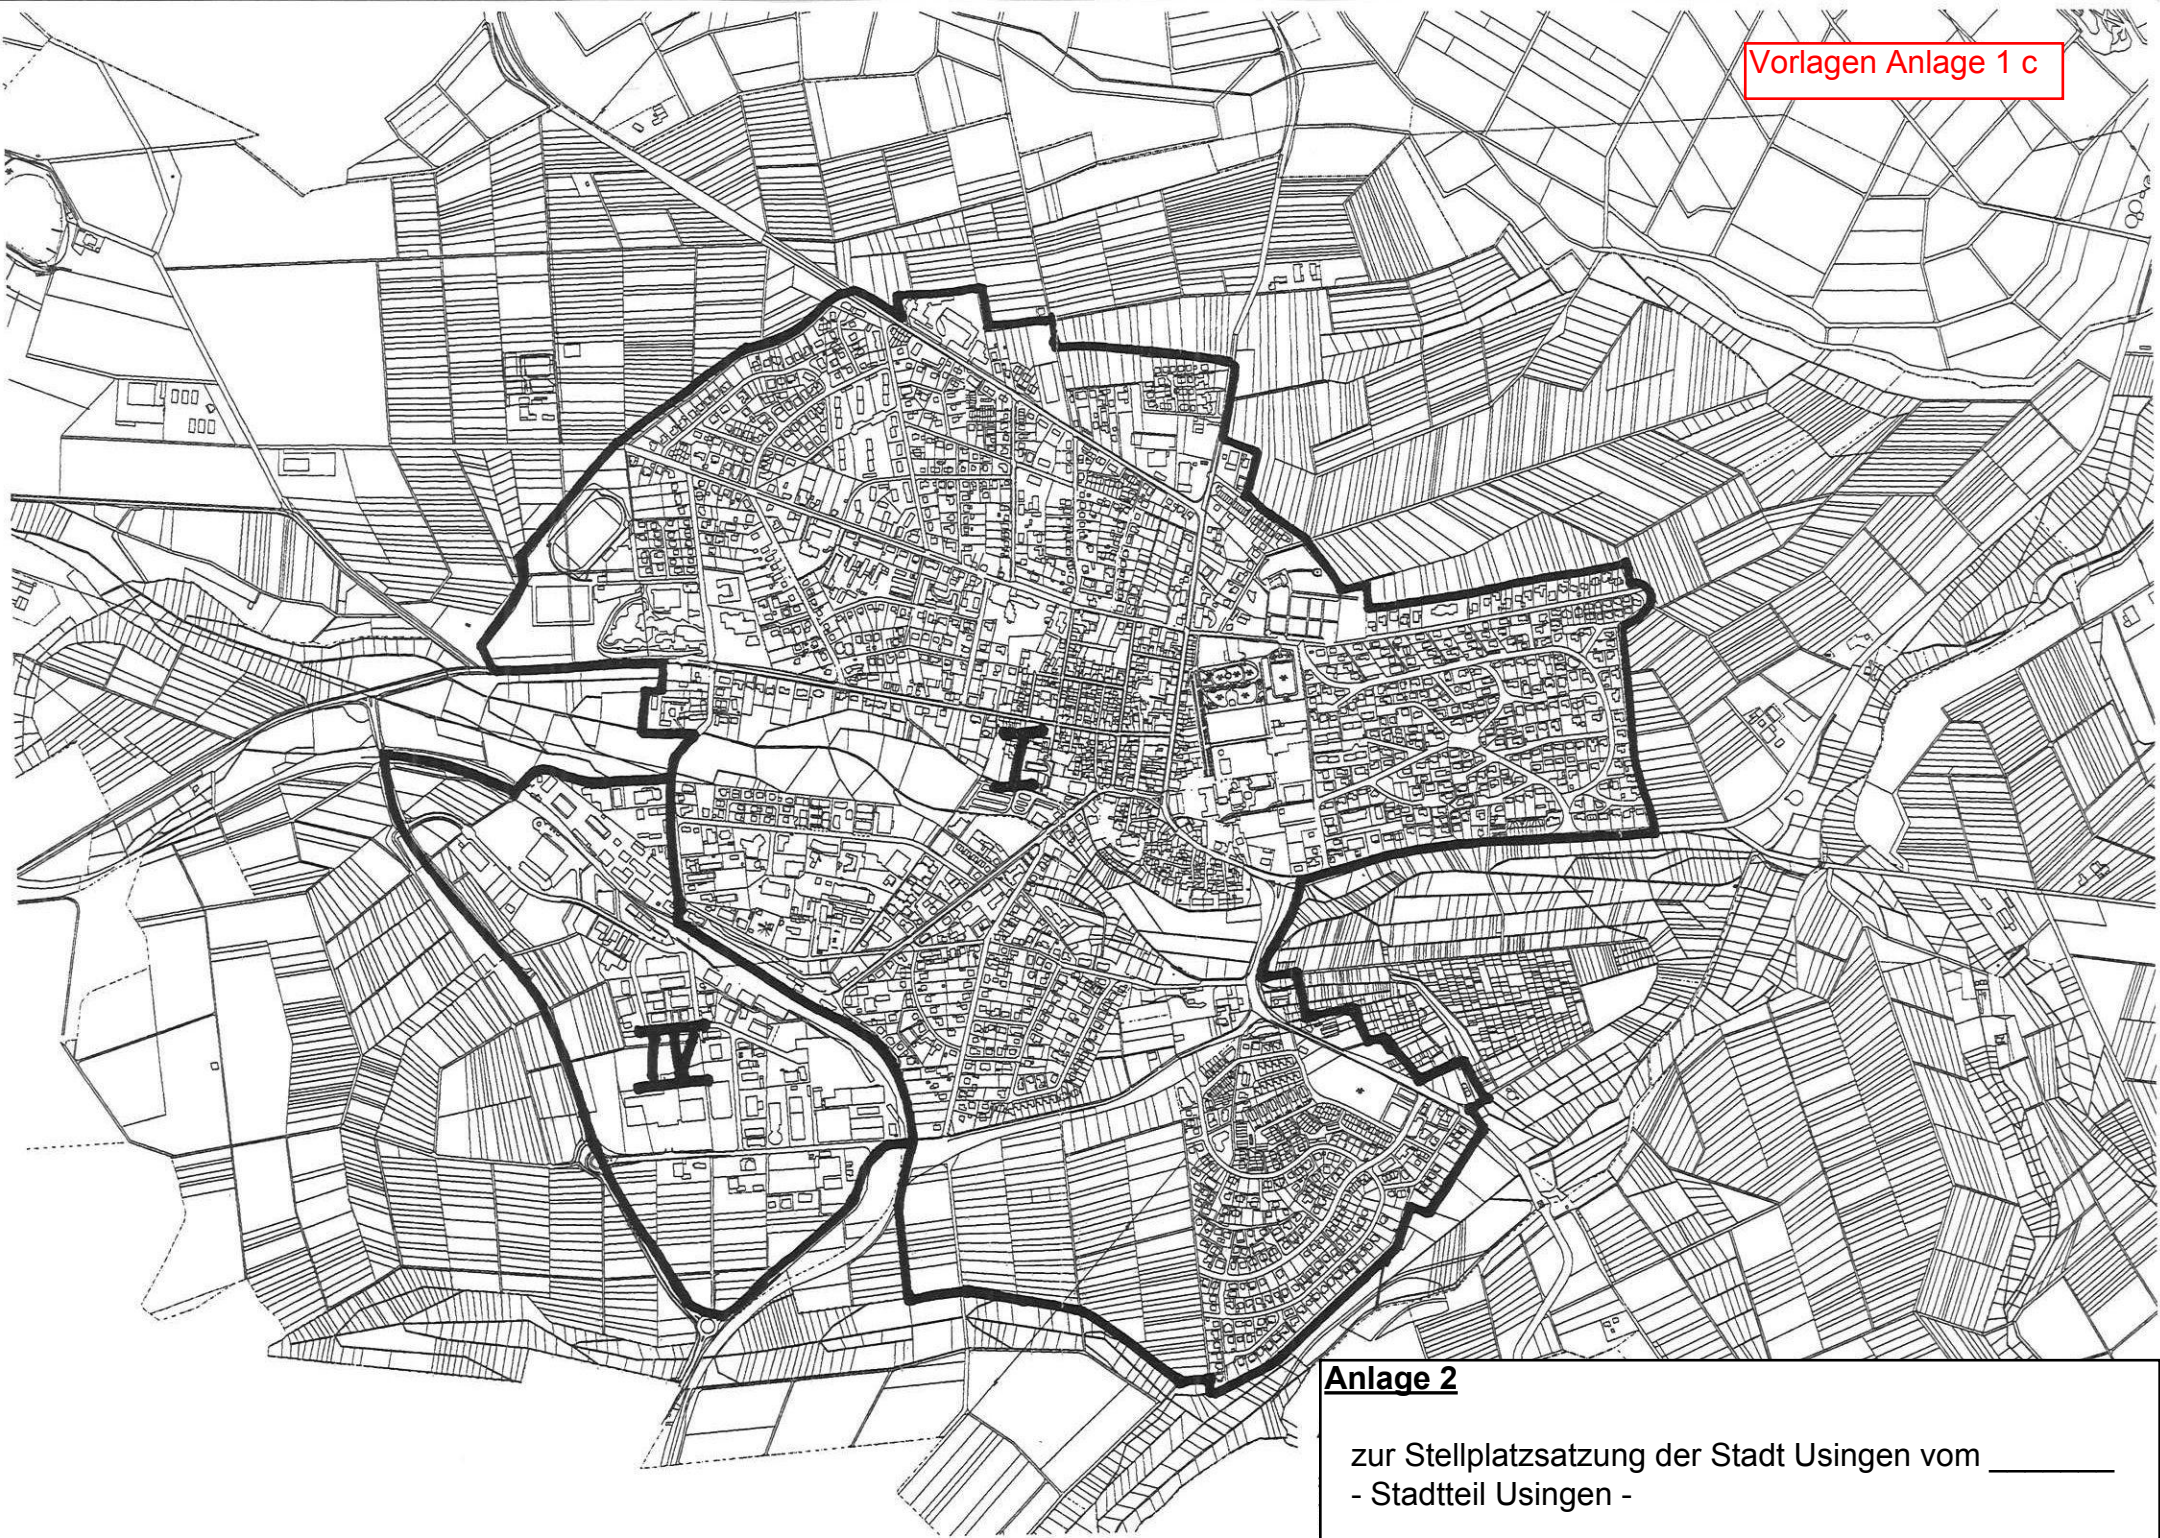 Vorlagen Anlage 1 c
I
IV
Anlage 2
zur Stellplatzsatzung der Stadt Usingen vom _______
- Stadtteil Usingen -